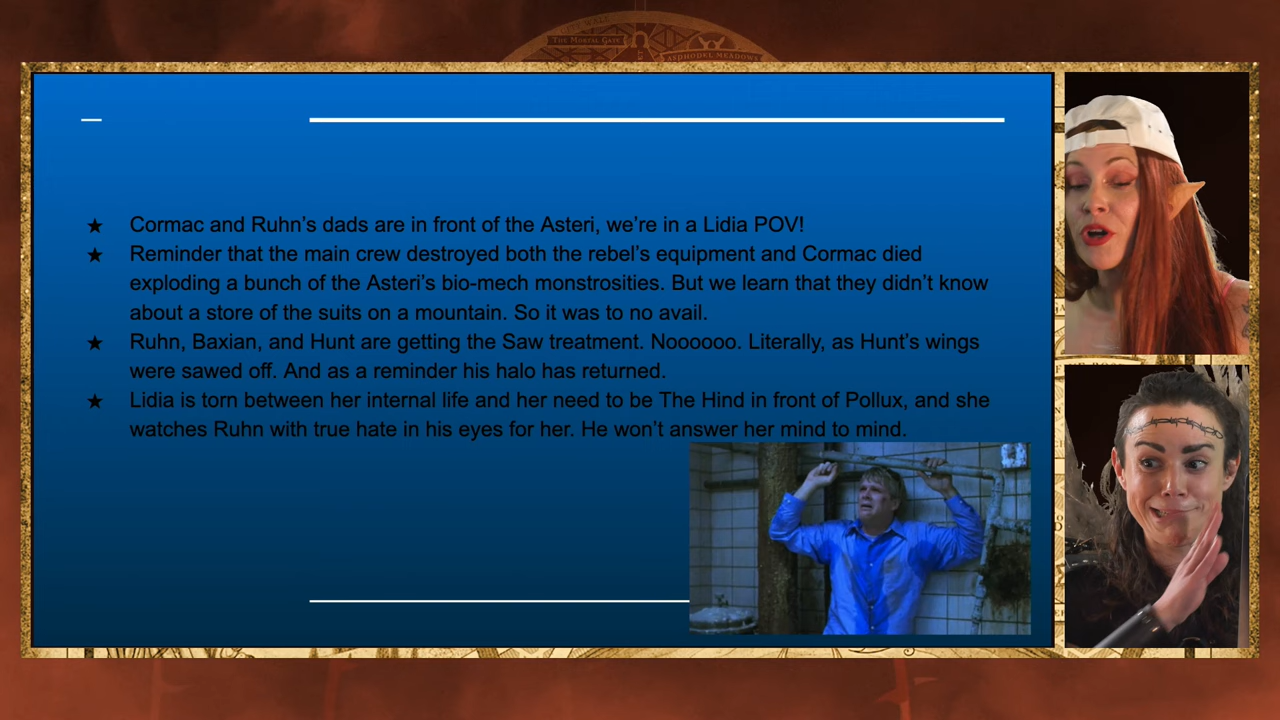 THE MORTAL GATE
ASPHODEL MEADOWS
★ Cormac and Ruhn’s dads are in front of the Asteri, we’re in a Lidia POV!
★ Reminder that the main crew destroyed both the rebel’s equipment and Cormac died
exploding a bunch of the Asteri’s bio-mech monstrosities. But we learn that they didn’t know
about a store of the suits on a mountain. So it was to no avail.
★ Ruhn, Baxian, and Hunt are getting the Saw treatment. Noooooo. Literally, as Hunt’s wings
were sawed off. And as a reminder his halo has returned.
★ Lidia is torn between her internal life and her need to be The Hind in front of Pollux, and she
watches Ruhn with true hate in his eyes for her. He won’t answer her mind to mind.